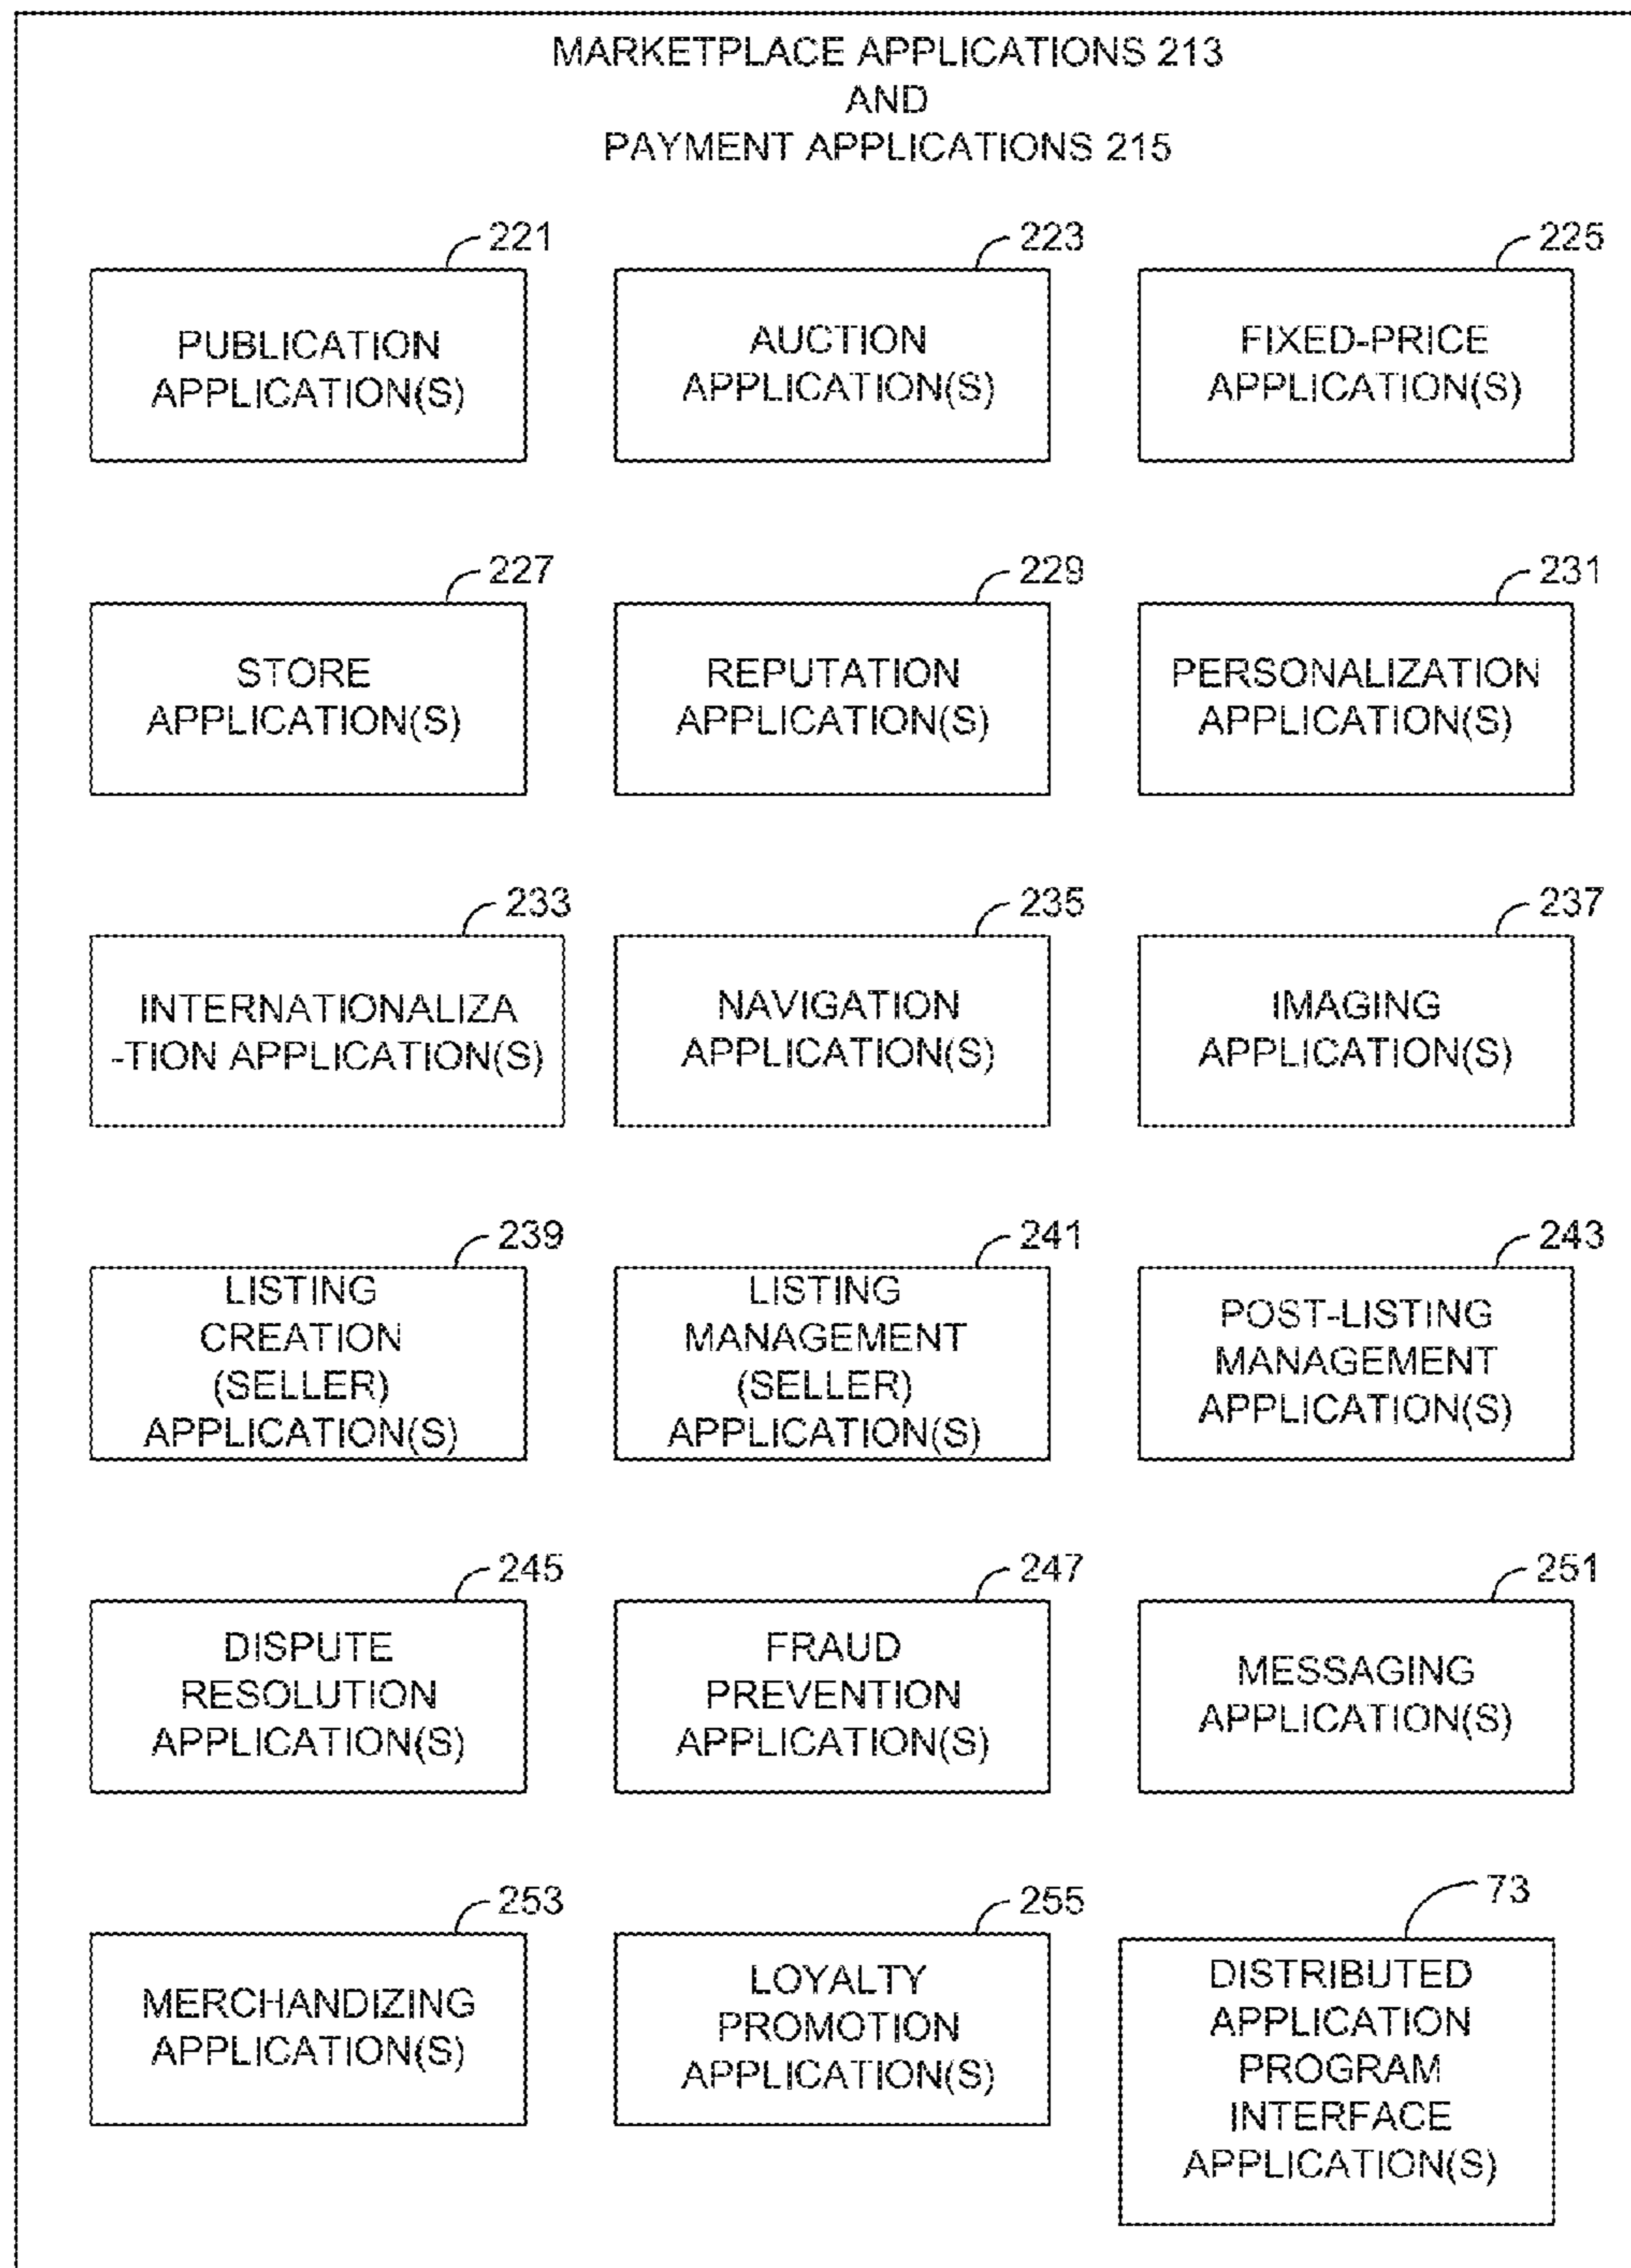 MARKETPLACE APPLICATIONS 213
AND
PAYMENT APPLICATIONS 215
221
PUBLICATION
APPLICATION(S)
223
AUCTION
APPLICATION(S)
225
FIXED-PRICE
APPLICATION(S)
227
STORE
APPLICATION(S)
229
REPUTATION
APPLICATION(S)
231
PERSONALIZATION
APPLICATION(S)
233
INTERNATIONALIZA
-TION APPLICATION(S)
235
NAVIGATION
APPLICATION(S)
237
IMAGING
APPLICATION(S)
239
LISTING
CREATION
(SELLER)
APPLICATION(S)
241
LISTING
MANAGEMENT
(SELLER)
APPLICATION(S)
243
POST-LISTING
MANAGEMENT
APPLICATION(S)
245
DISPUTE
RESOLUTION
APPLICATION(S)
247
FRAUD
PREVENTION
APPLICATION(S)
251
MESSAGING
APPLICATION(S)
253
MERCHANDIZING
APPLICATION(S)
255
LOYALTY
PROMOTION
APPLICATION(S)
73
DISTRIBUTED
APPLICATION
PROGRAM
INTERFACE
APPLICATION(S)